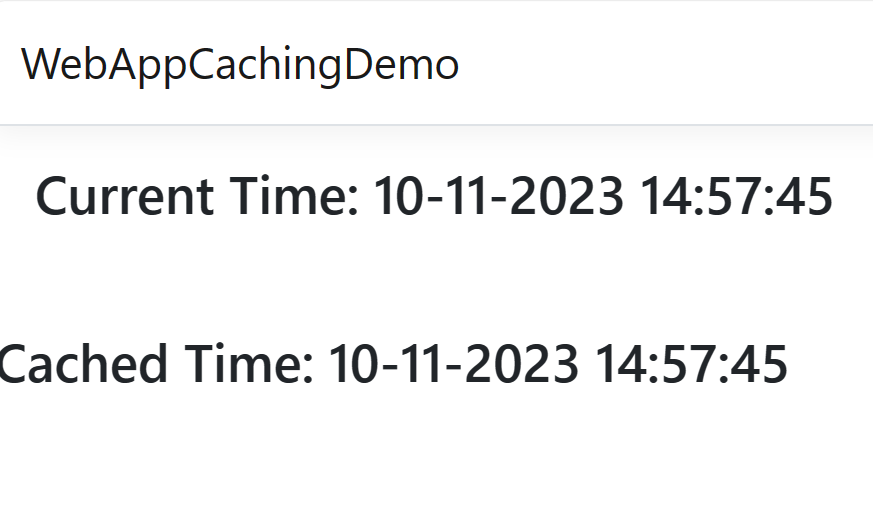 WebAppCachingDemo
Current Time: 10-11-2023 14:57:45
Cached Time: 10-11-2023 14:57:45